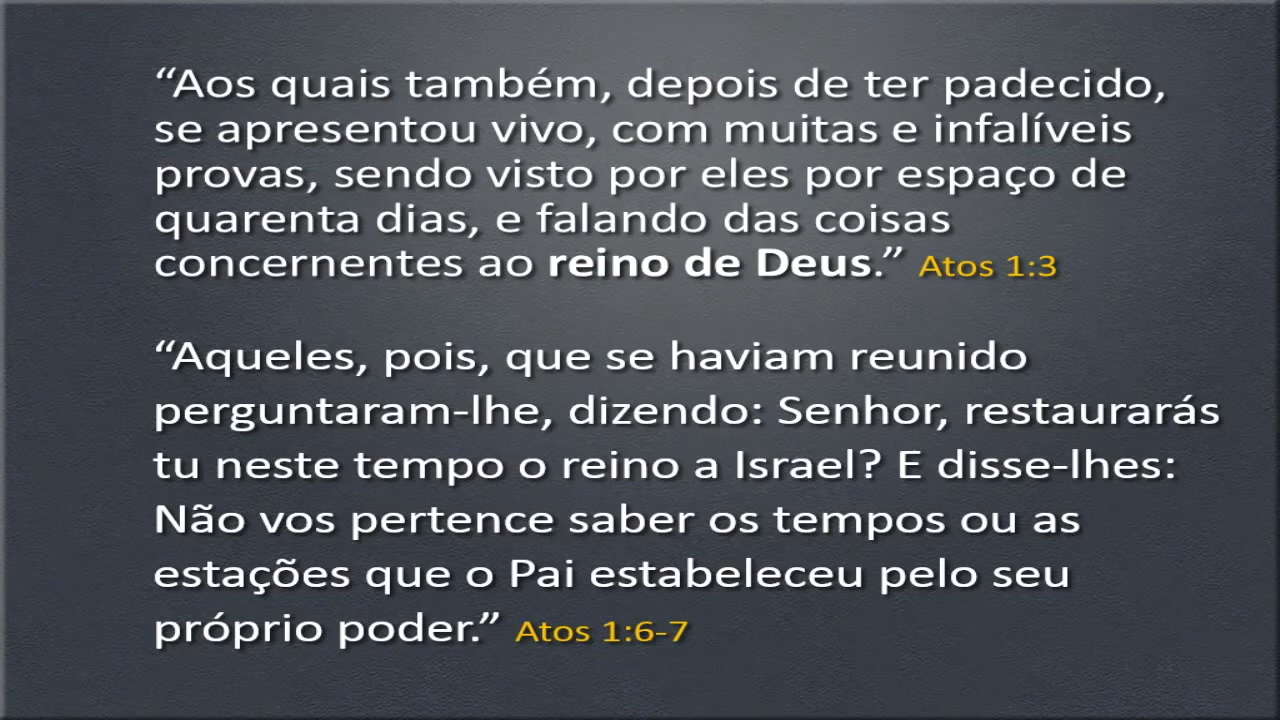 “Aos quais também, depois de ter padecido,
se apresentou vivo, com muitas e infalíveis
provas, sendo visto por eles por espaço de
quarenta dias, e falando das coisas
concernentes ao reino de Deus.” Atos 1:3
“Aqueles, pois, que se haviam reunido
perguntaram-lhe, dizendo: Senhor, restaurarás
tu neste tempo o reino a Israel? E disse-lhes:
Não vos pertence saber os tempos ou as
estações que o Pai estabeleceu pelo seu
próprio poder.” Atos 1:6-7